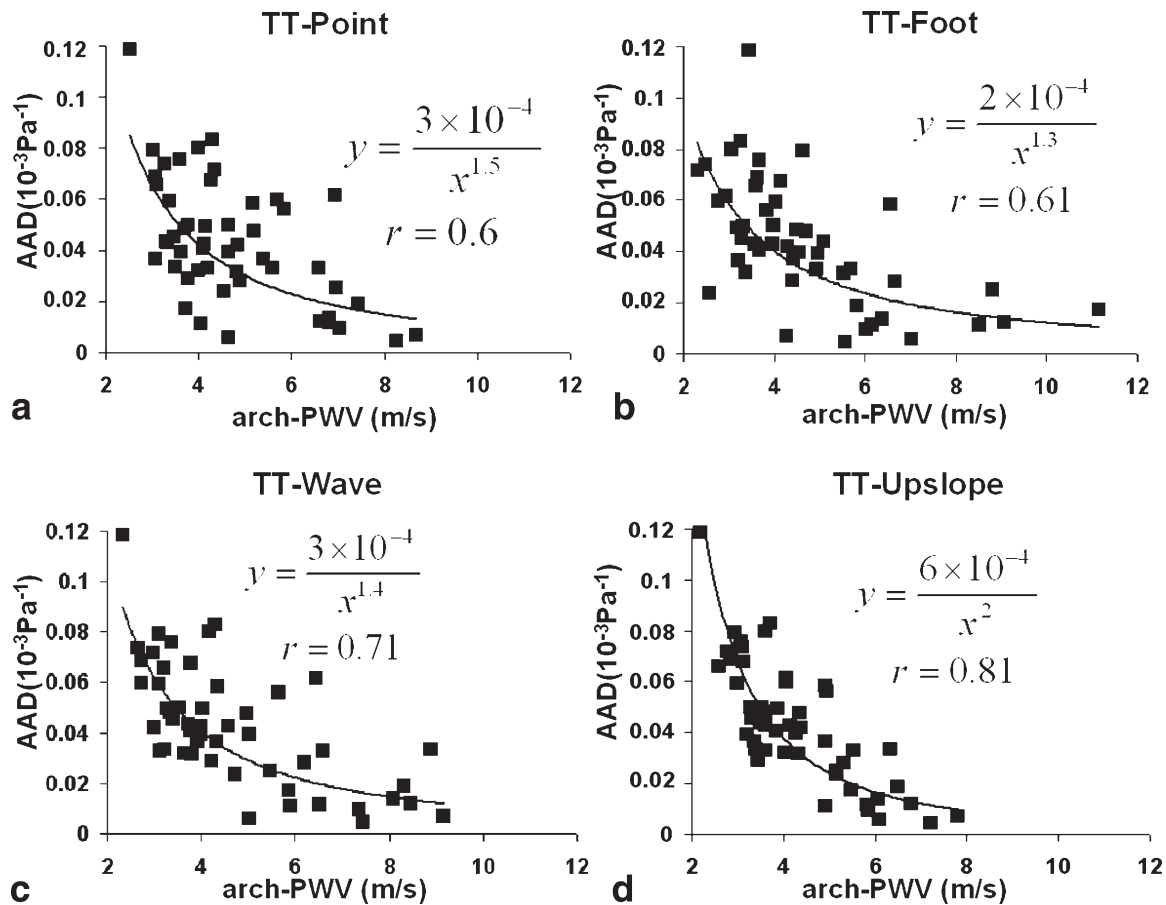 TT-Point
AAD(10⁻³Pa⁻¹)
0.12
0.1
0.08
0.06
0.04
0.02
0
y = 3×10⁻⁴ / x¹·⁵
r = 0.6
2 4 6 8 10 12
arch-PWV (m/s)
a
TT-Foot
AAD(10⁻³Pa⁻¹)
0.12
0.1
0.08
0.06
0.04
0.02
0
y = 2×10⁻⁴ / x¹·³
r = 0.61
2 4 6 8 10 12
arch-PWV (m/s)
b
TT-Wave
AAD(10⁻³Pa⁻¹)
0.12
0.1
0.08
0.06
0.04
0.02
0
y = 3×10⁻⁴ / x¹·⁴
r = 0.71
2 4 6 8 10 12
arch-PWV (m/s)
c
TT-Upslope
AAD(10⁻³Pa⁻¹)
0.12
0.1
0.08
0.06
0.04
0.02
0
y = 6×10⁻⁴ / x²
r = 0.81
2 4 6 8 10 12
arch-PWV (m/s)
d